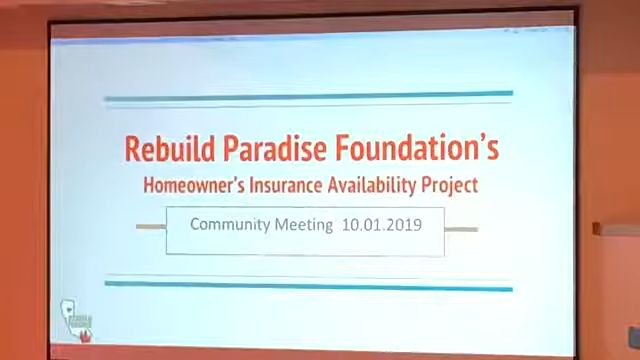 Rebuild Paradise Foundation's
Homeowner's Insurance Availability Project
Community Meeting 10.01.2019